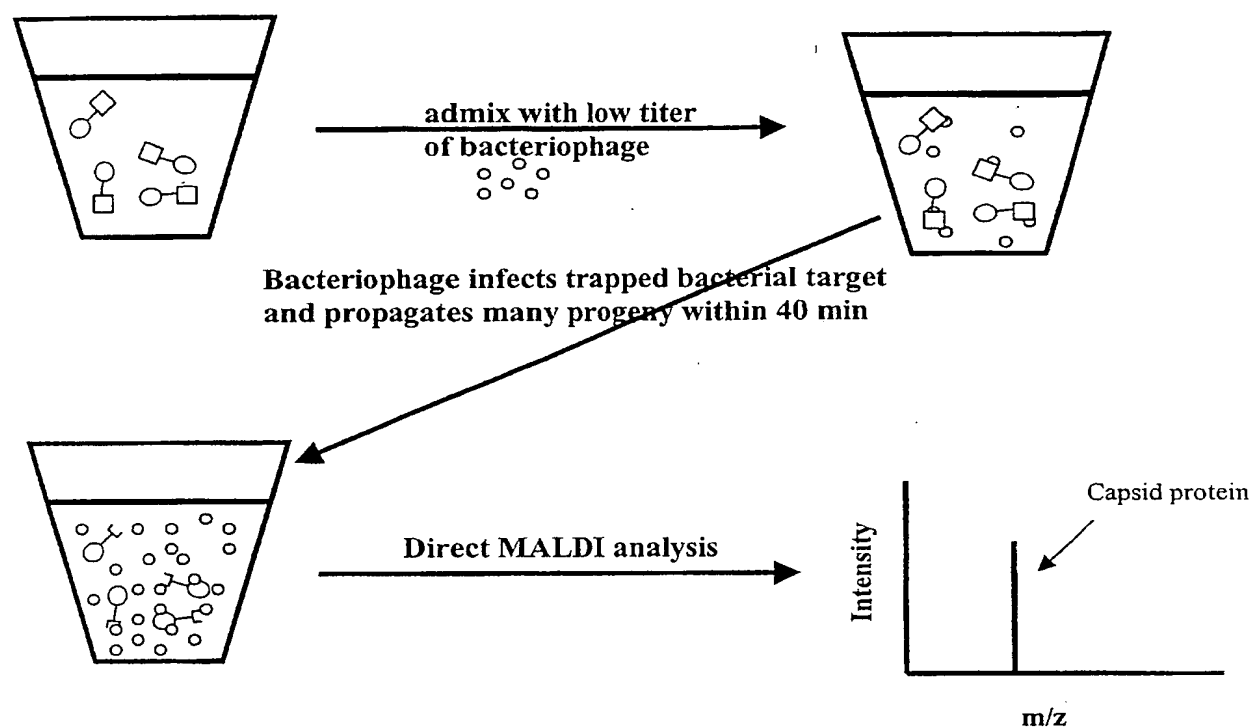 admix with low titer
of bacteriophage
Bacteriophage infects trapped bacterial target
and propagates many progeny within 40 min
Direct MALDI analysis
Capsid protein
Intensity
m/z